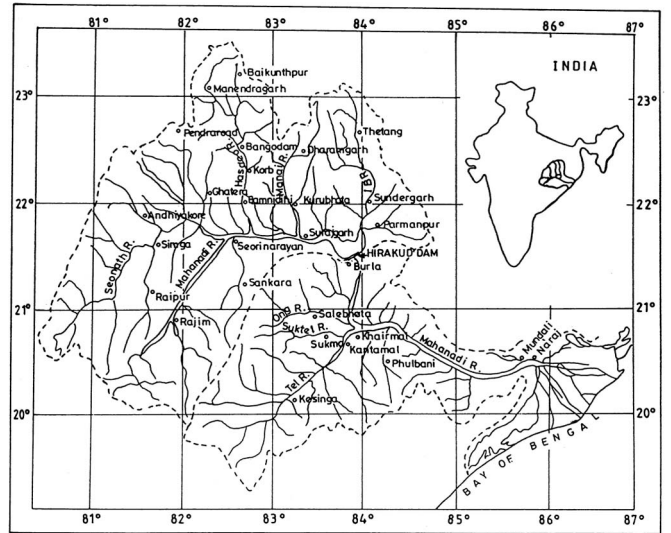 81° 82° 83° 84° 85° 86° 87°
INDIA
23°
23°
22°
22°
21°
21°
20°
20°
Baikunthpur
Manendragarh
Pendraroad
Thetang
Bangodam
Dharamgarh
Hasdeo R.
Korb
Manaj R.
IB R.
Ghatera
Bamnidhi
Kurubhata
Sundergarh
Andhiyakore
Parmanpur
Simga
Surajgarh
Mahanadi R.
Seorinarayan
HIRAKUD DAM
Burla
Seonath R.
Sankara
Raipur
Rajim
Ong R.
Salebhata
Suktel R.
Sukma
Khairmal
Kantamal
Mahanadi R.
Mundali
Naraj
Phulbani
Tel R.
Kesinga
BAY OF BENGAL
81° 82° 83° 84° 85° 86° 87°